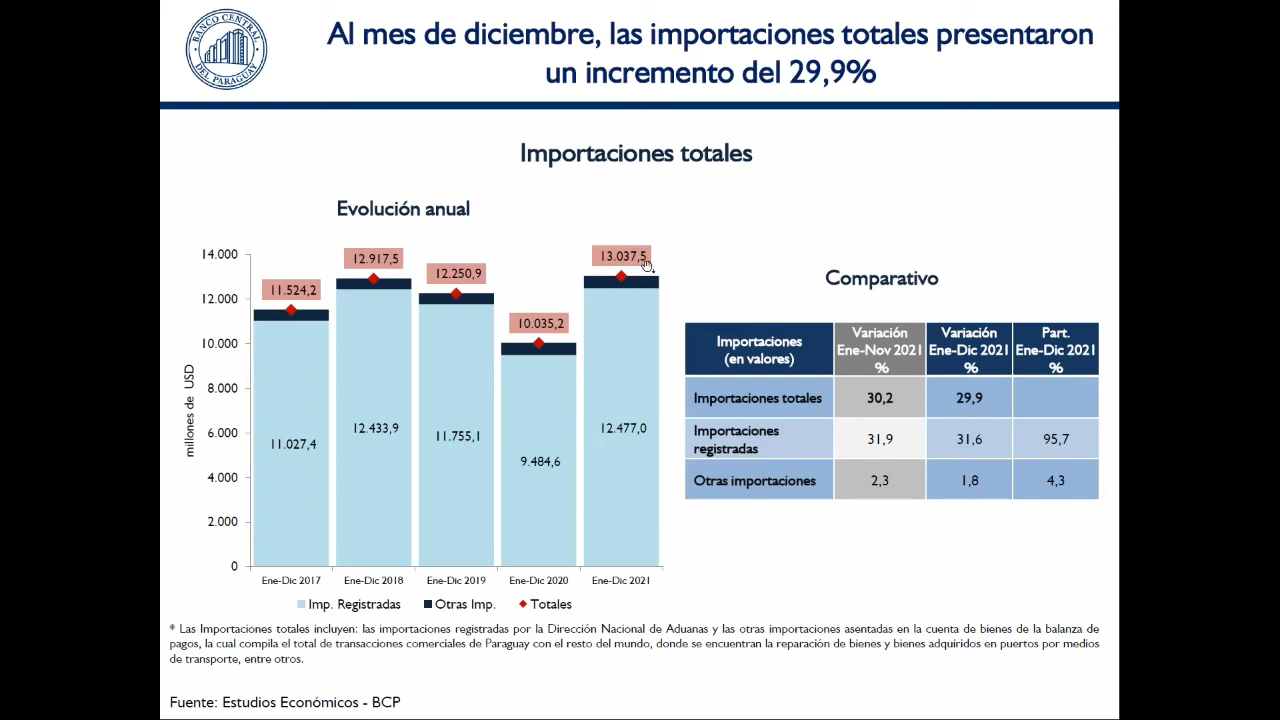 BANCO CENTRAL
DEL PARAGUAY
Al mes de diciembre, las importaciones totales presentaron
un incremento del 29,9%
Importaciones totales
Evolución anual
14.000
12.000
10.000
8.000
6.000
4.000
2.000
0
millones de USD
11.524,2
12.917,5
12.250,9
10.035,2
13.037,5
11.027,4
12.433,9
11.755,1
9.484,6
12.477,0
Ene-Dic 2017
Ene-Dic 2018
Ene-Dic 2019
Ene-Dic 2020
Ene-Dic 2021
Imp. Registradas
Otras Imp.
Totales
Comparativo
Importaciones
(en valores)
Variación
Ene-Nov 2021
%
Variación
Ene-Dic 2021
%
Part.
Ene-Dic 2021
%
Importaciones totales
30,2
29,9
Importaciones
registradas
31,9
31,6
95,7
Otras importaciones
2,3
1,8
4,3
* Las Importaciones totales incluyen: las importaciones registradas por la Dirección Nacional de Aduanas y las otras importaciones asentadas en la cuenta de bienes de la balanza de
pagos, la cual compila el total de transacciones comerciales de Paraguay con el resto del mundo, donde se encuentran la reparación de bienes y bienes adquiridos en puertos por medios
de transporte, entre otros.
Fuente: Estudios Económicos - BCP